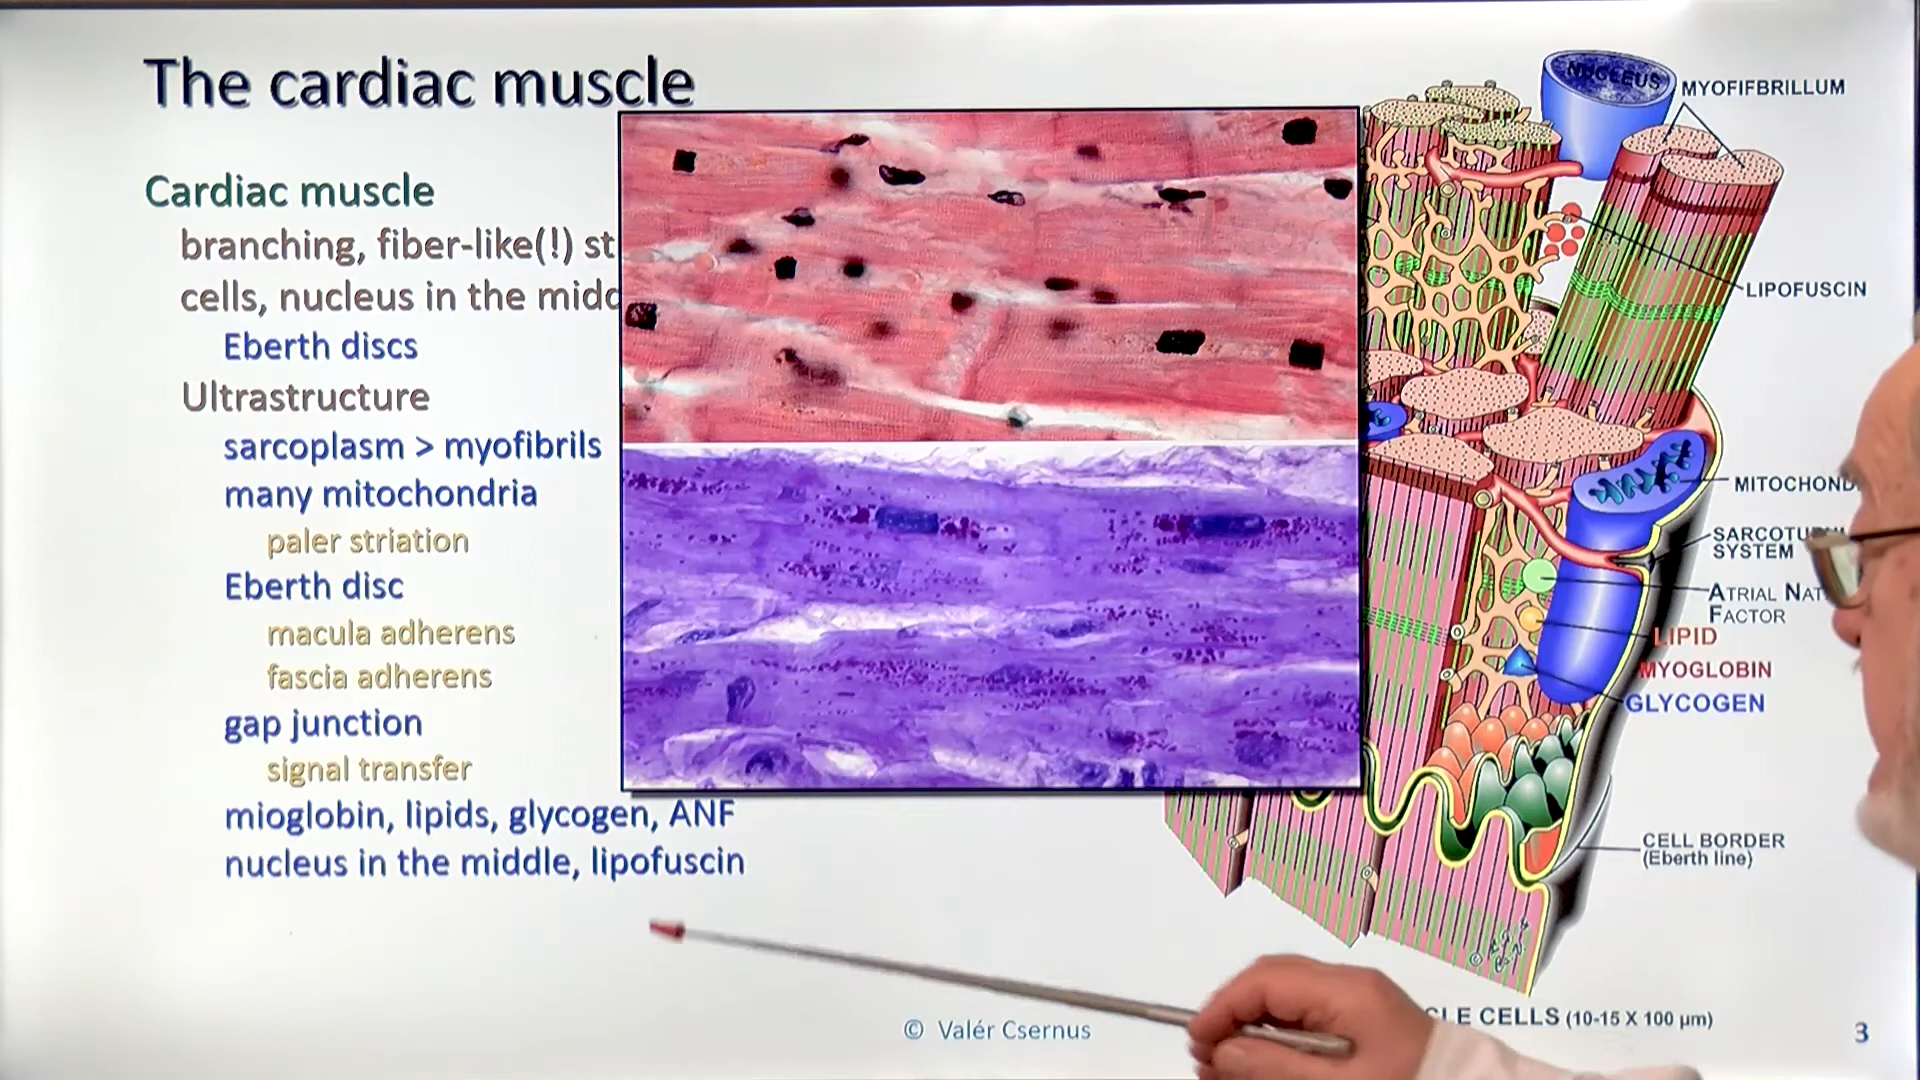 The cardiac muscle
Cardiac muscle
branching, fiber-like(!) st
cells, nucleus in the midd
Eberth discs
Ultrastructure
sarcoplasm > myofibrils
many mitochondria
paler striation
Eberth disc
macula adherens
fascia adherens
gap junction
signal transfer
mioglobin, lipids, glycogen, ANF
nucleus in the middle, lipofuscin
NUCLEUS
MYOFIFBRILLUM
LIPOFUSCIN
MITOCHOND
SARCOTU
SYSTEM
ATRIAL NAT
FACTOR
LIPID
MYOGLOBIN
GLYCOGEN
CELL BORDER
(Eberth line)
CLE CELLS (10-15 X 100 µm)
© Valér Csernus
3